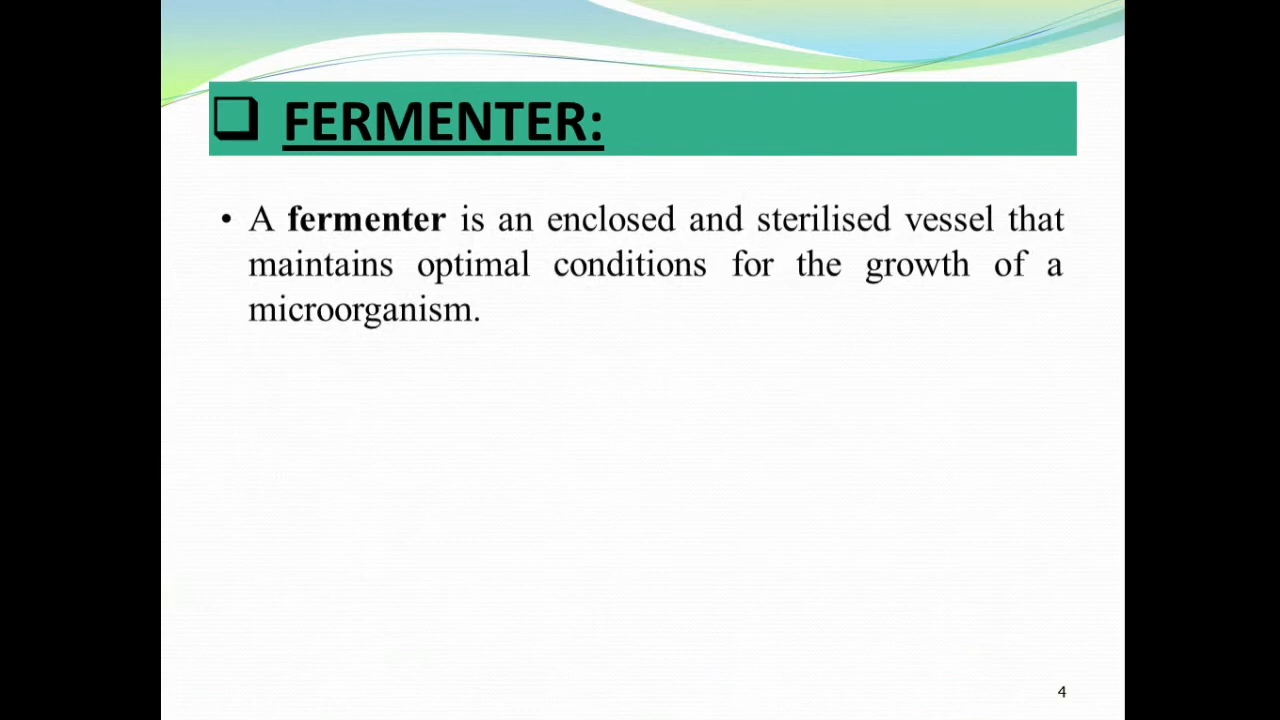 ❑ FERMENTER:
• A fermenter is an enclosed and sterilised vessel that
maintains optimal conditions for the growth of a
microorganism.
4